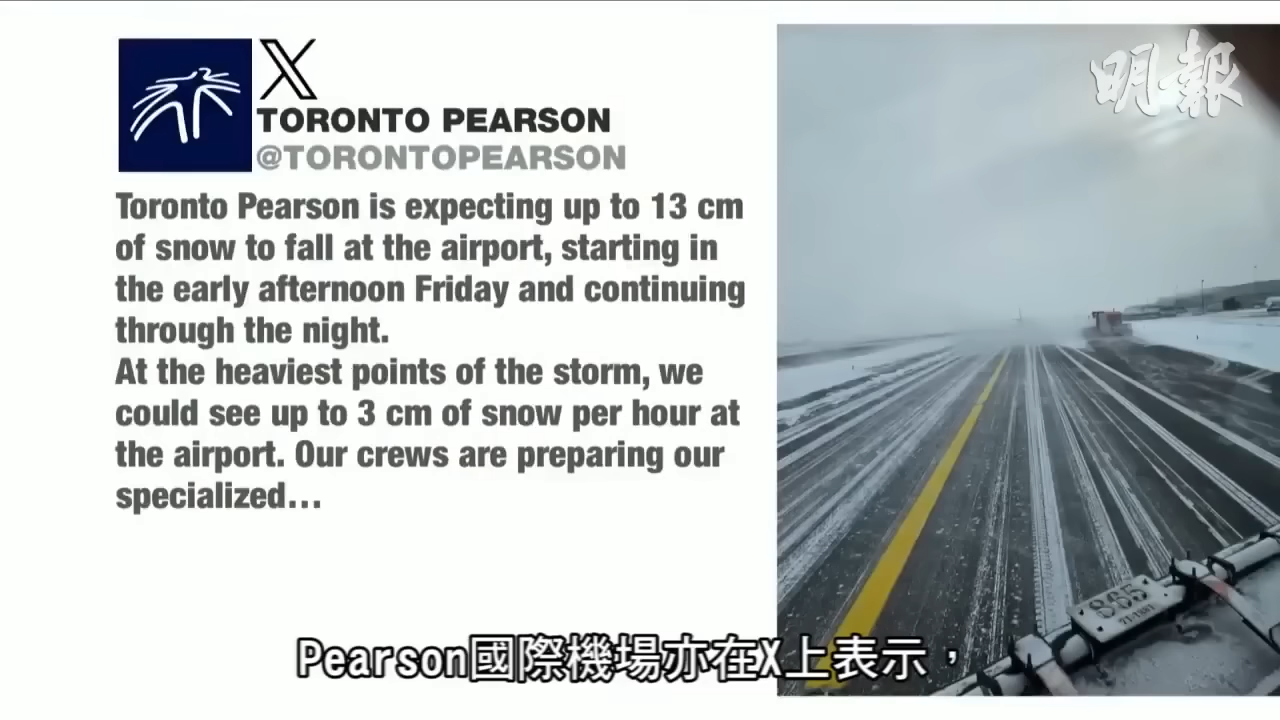 明報
X
TORONTO PEARSON
@TORONTOPEARSON
Toronto Pearson is expecting up to 13 cm
of snow to fall at the airport, starting in
the early afternoon Friday and continuing
through the night.
At the heaviest points of the storm, we
could see up to 3 cm of snow per hour at
the airport. Our crews are preparing our
specialized...
865
Pearson國際機場亦在X上表示，